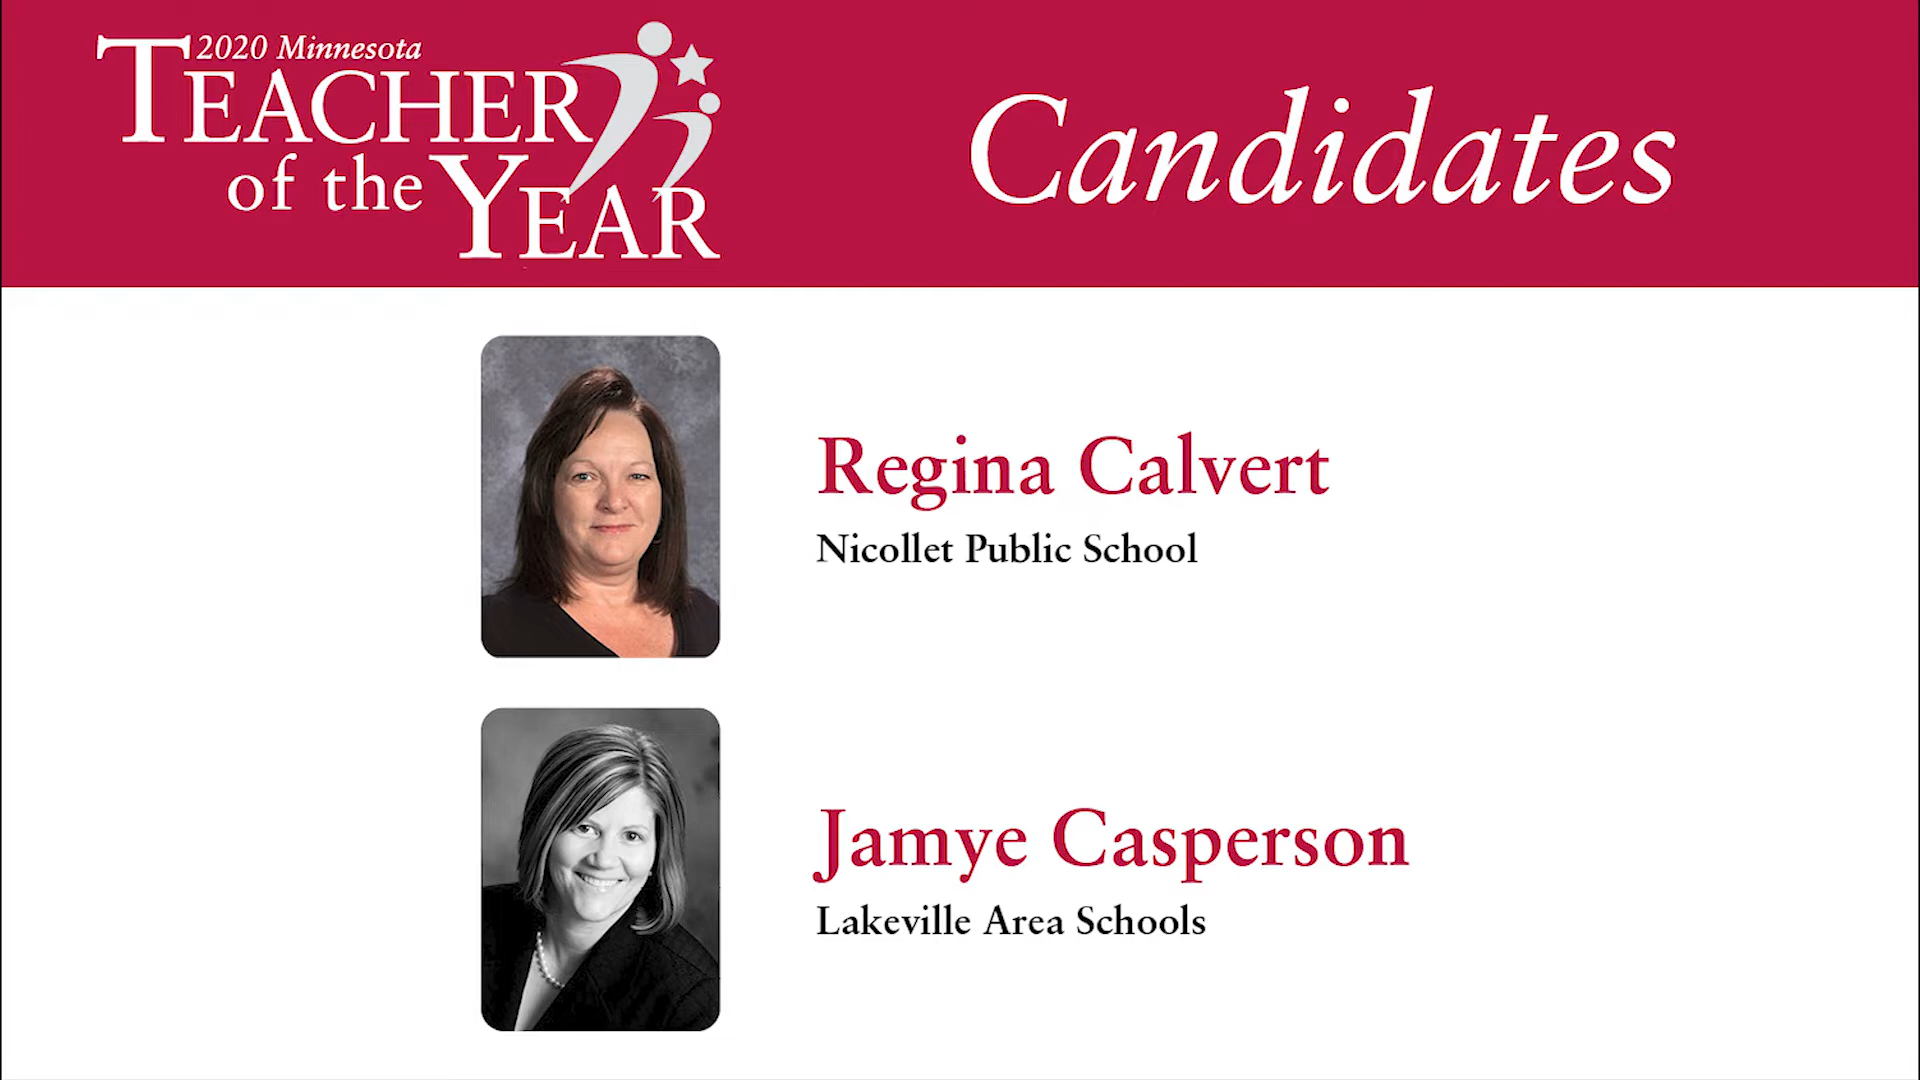 2020 Minnesota
TEACHER
of the YEAR
Candidates
Regina Calvert
Nicollet Public School
Jamye Casperson
Lakeville Area Schools